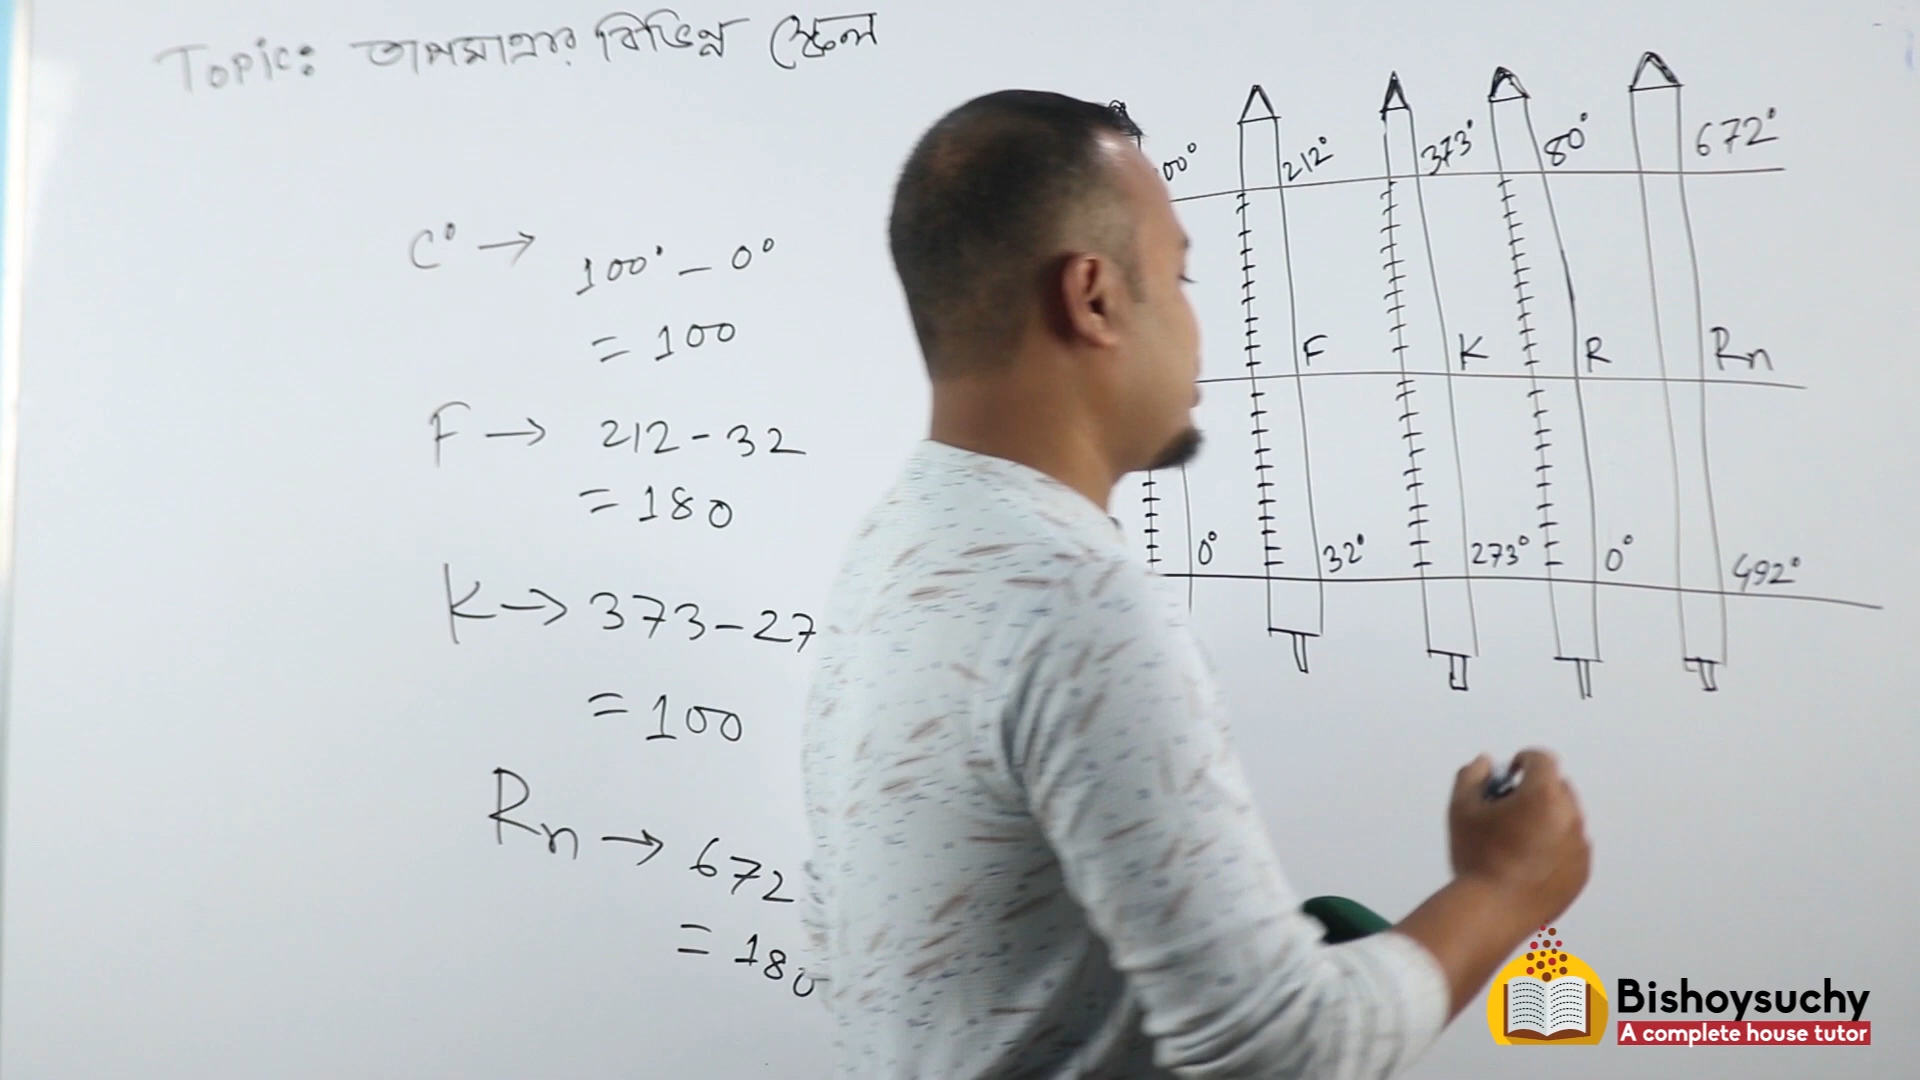 Topic: তাপমাত্রার বিভিন্ন স্কেল
C° → 100° - 0°
= 100
F → 212 - 32
= 180
K → 373 - 27
= 100
Rn → 672
= 180
00° 212° 373° 80° 672°
F K R Rn
0° 32° 273° 0° 492°
Bishoysuchy
A complete house tutor